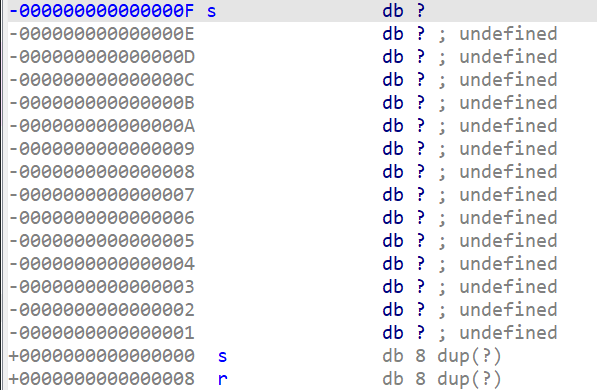 -000000000000000F s db ?
-000000000000000E db ? ; undefined
-000000000000000D db ? ; undefined
-000000000000000C db ? ; undefined
-000000000000000B db ? ; undefined
-000000000000000A db ? ; undefined
-0000000000000009 db ? ; undefined
-0000000000000008 db ? ; undefined
-0000000000000007 db ? ; undefined
-0000000000000006 db ? ; undefined
-0000000000000005 db ? ; undefined
-0000000000000004 db ? ; undefined
-0000000000000003 db ? ; undefined
-0000000000000002 db ? ; undefined
-0000000000000001 db ? ; undefined
+0000000000000000 s db 8 dup(?)
+0000000000000008 r db 8 dup(?)